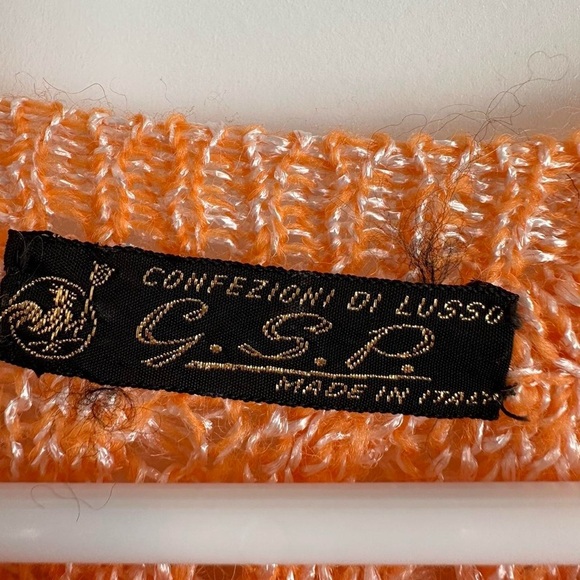 CONFEZIONI DI LUSSO
G.S.P.
MADE IN ITALY